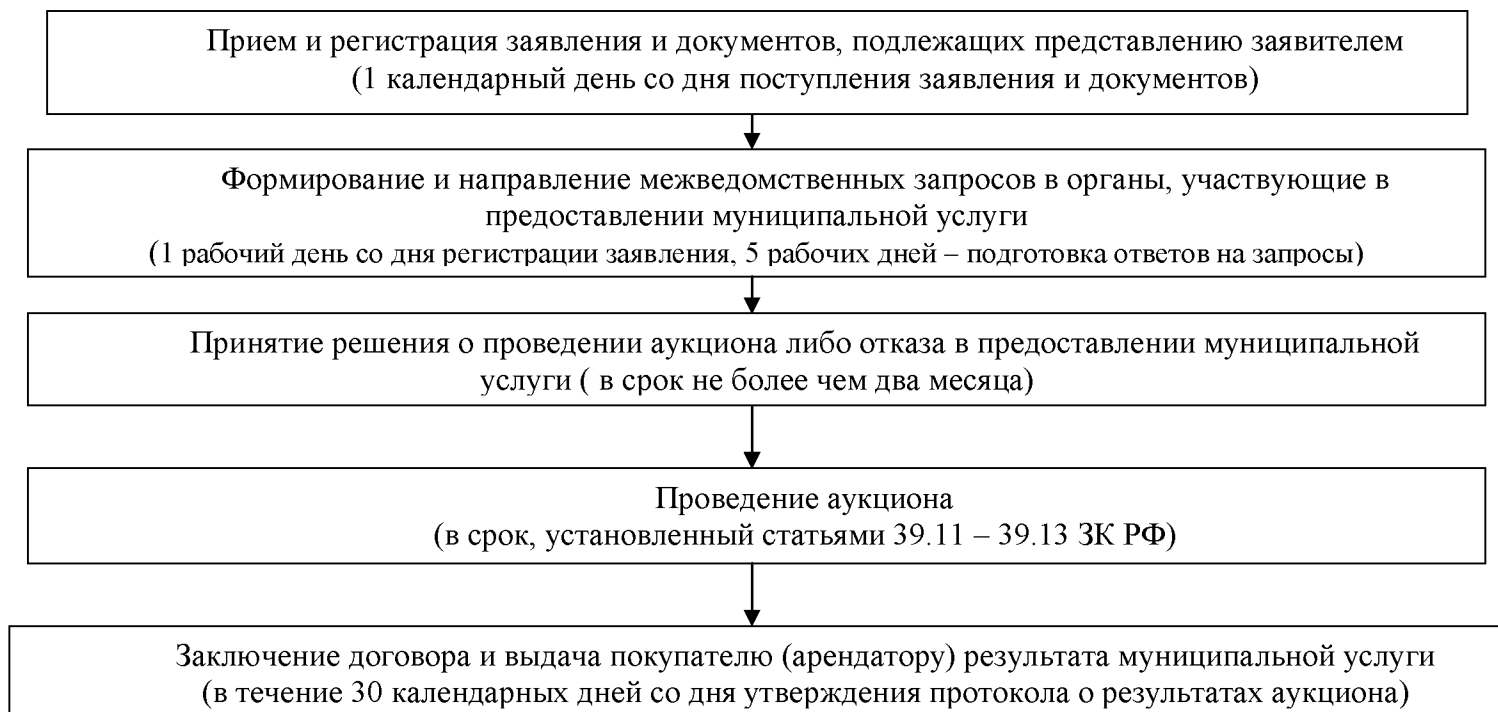 Прием и регистрация заявления и документов, подлежащих представлению заявителем
(1 календарный день со дня поступления заявления и документов)
Формирование и направление межведомственных запросов в органы, участвующие в
предоставлении муниципальной услуги
(1 рабочий день со дня регистрации заявления, 5 рабочих дней – подготовка ответов на запросы)
Принятие решения о проведении аукциона либо отказа в предоставлении муниципальной
услуги ( в срок не более чем два месяца)
Проведение аукциона
(в срок, установленный статьями 39.11 – 39.13 ЗК РФ)
Заключение договора и выдача покупателю (арендатору) результата муниципальной услуги
(в течение 30 календарных дней со дня утверждения протокола о результатах аукциона)